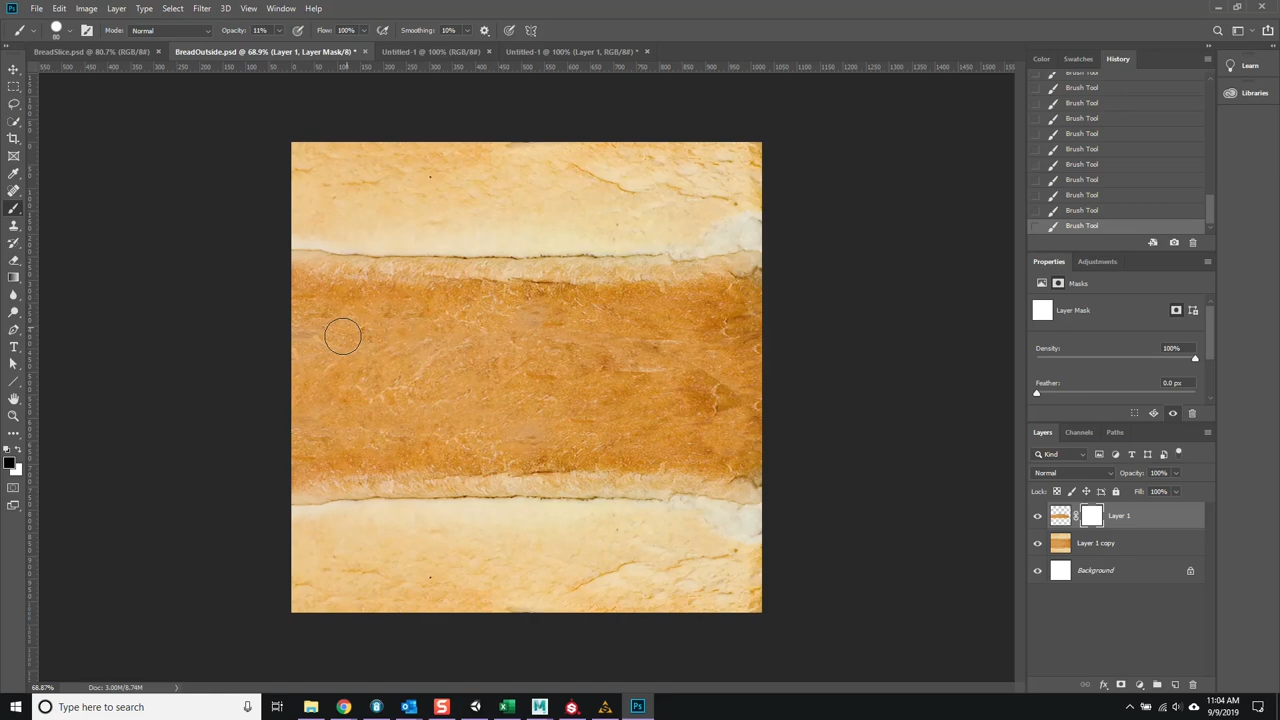 File Edit Image Layer Type Select Filter 3D View Window Help
80 Mode: Normal Opacity: 11% Flow: 100% Smoothing: 10%
BreadSlice.psd @ 80.7% (RGB/8#) × BreadOutside.psd @ 68.9% (Layer 1, Layer Mask/8) * × Untitled-1 @ 100% (RGB/8#) × Untitled-1 @ 100% (Layer 1, RGB/8#) * ×
Color Swatches History
Learn
Libraries
Brush Tool
Brush Tool
Brush Tool
Brush Tool
Brush Tool
Brush Tool
Brush Tool
Brush Tool
Brush Tool
Brush Tool
Brush Tool
Properties Adjustments
Masks
Layer Mask
Density: 100%
Feather: 0.0 px
Layers Channels Paths
Kind
Normal Opacity: 100%
Lock: Fill: 100%
Layer 1
Layer 1 copy
Background
68.87% Doc: 3.00M/8.74M
Type here to search
11:04 AM
9/9/2019